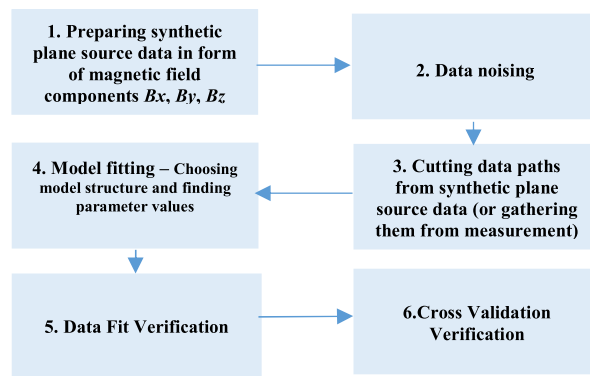 1. Preparing synthetic
plane source data in form
of magnetic field
components Bx, By, Bz
2. Data noising
3. Cutting data paths
from synthetic plane
source data (or gathering
them from measurement)
4. Model fitting – Choosing
model structure and finding
parameter values
5. Data Fit Verification
6.Cross Validation
Verification